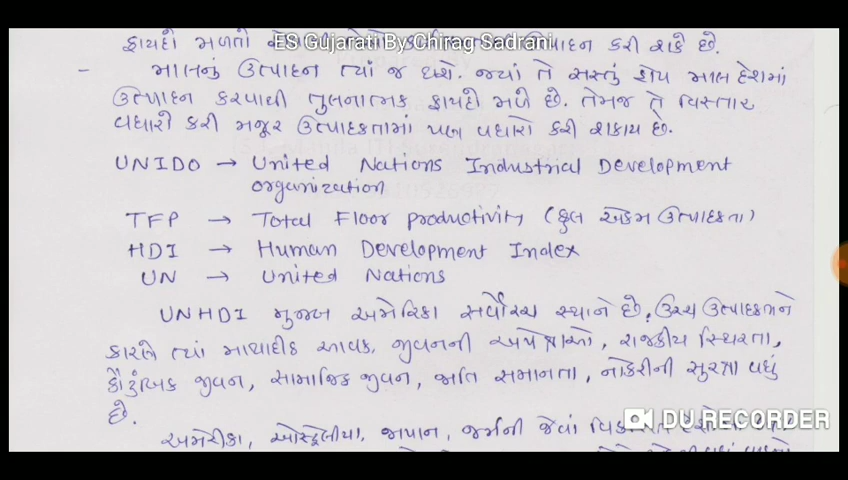 ફાયદો મળતો ઉત્પાદન કરી શકે છે.
ES Gujarati By:Chirag Sadrani
- માલનું ઉત્પાદન ત્યાં જ થશે. જ્યાં તે સસ્તું હોય માલ દેશમાં
ઉત્પાદન કરવાથી તુલનાત્મક ફાયદો મળે છે. તેમજ તે વિસ્તાર
વધારી કરી મજૂર ઉત્પાદકતામાં પણ વધારો કરી શકાય છે.
UNIDO → United Nations Industrial Development
organization
TFP → Total Floor productivity (કુલ એકમ ઉત્પાદકતા)
HDI → Human Development Index
UN → United Nations
UNHDI મુજબ અમેરિકા સર્વોચ્ચ સ્થાને છે. ઉચ્ચ ઉત્પાદકતાને
કારણે ત્યાં માથાદીઠ આવક, જીવનની અપેક્ષાઓ, રાજકીય સ્થિરતા,
કૌટુંબિક જીવન, સામાજિક જીવન, જાતિ સમાનતા, નોકરીની સુરક્ષા વધું
છે.
DU RECORDER
અમેરીકા, ઓસ્ટ્રેલીયા, જાપાન, જર્મની જેવાં વિકસિત દેશોમાં